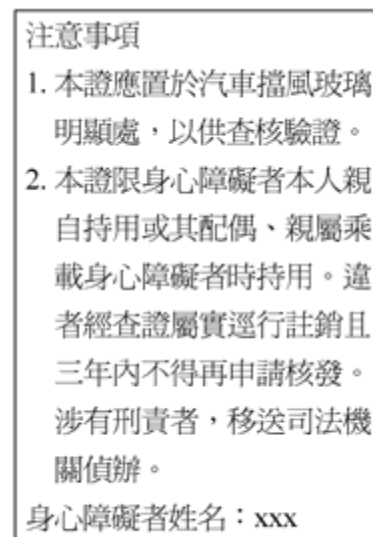 注意事項
1. 本證應置於汽車擋風玻璃
明顯處，以供查核驗證。
2. 本證限身心障礙者本人親
自持用或其配偶、親屬乘
載身心障礙者時持用。違
者經查證屬實逕行註銷且
三年內不得再申請核發。
涉有刑責者，移送司法機
關偵辦。
身心障礙者姓名：xxx